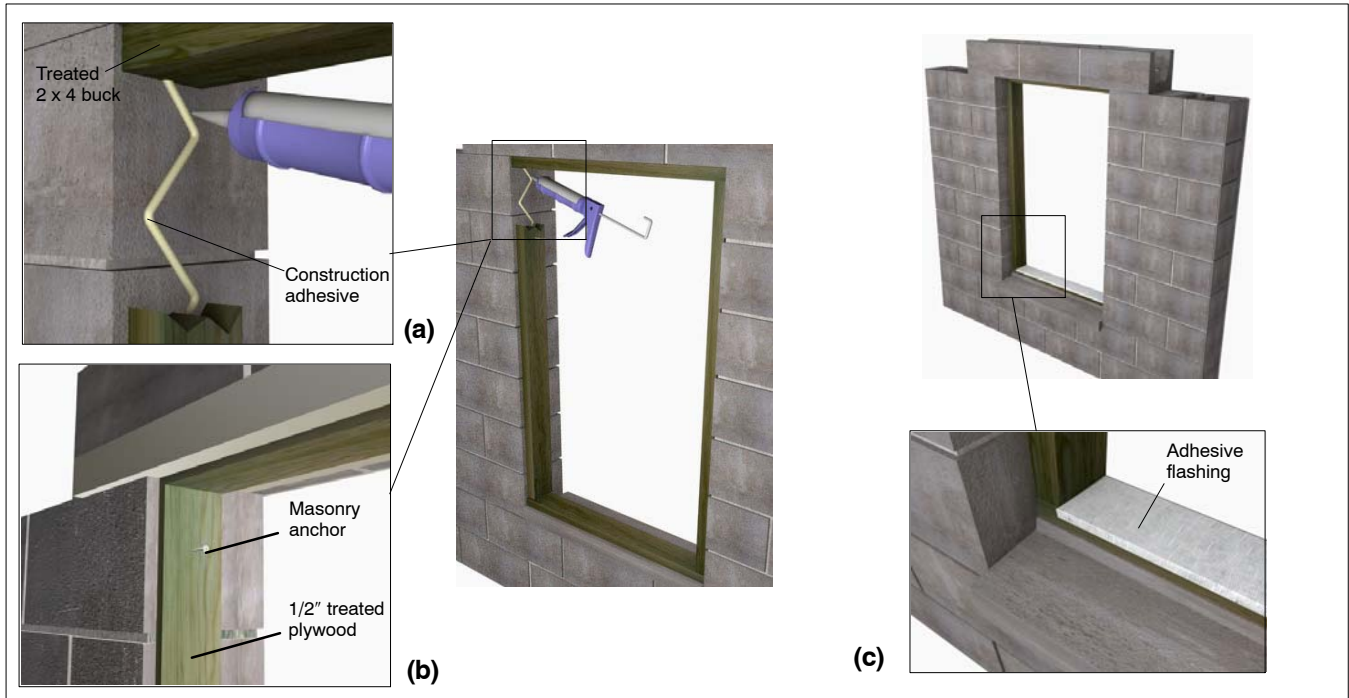 Treated
2 x 4 buck
Construction
adhesive
(a)
Masonry
anchor
1/2″ treated
plywood
(b)
Adhesive
flashing
(c)